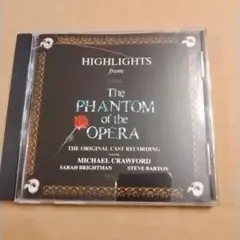 HIGHLIGHTS
from
The
PHANTOM
of the
OPERA
THE ORIGINAL CAST RECORDING
MICHAEL CRAWFORD
SARAH BRIGHTMAN STEVE BARTON